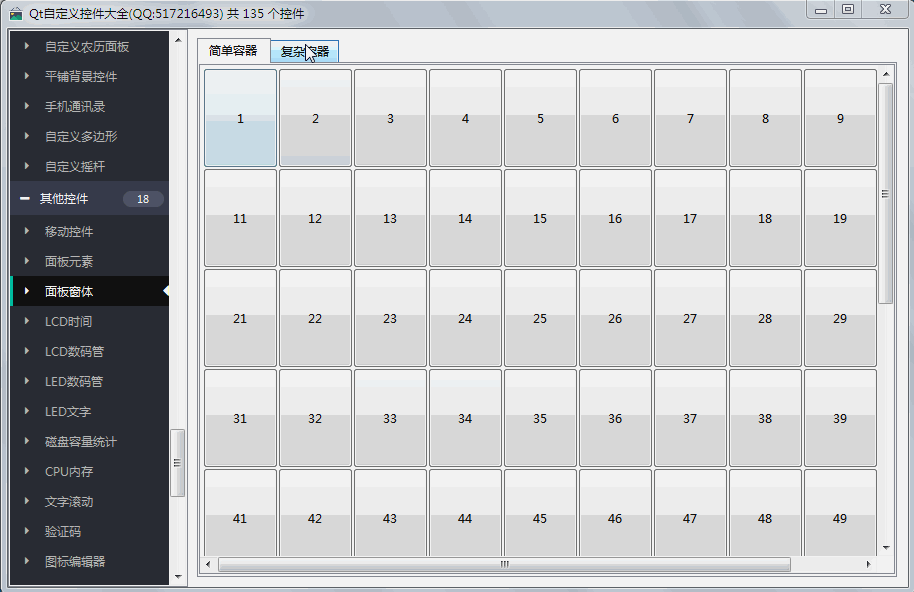 Qt自定义控件大全(QQ:517216493) 共 135 个控件
自定义农历面板
平铺背景控件
手机通讯录
自定义多边形
自定义摇杆
其他控件 18
移动控件
面板元素
面板窗体
LCD时间
LCD数码管
LED数码管
LED文字
磁盘容量统计
CPU内存
文字滚动
验证码
图标编辑器
简单容器 复杂容器
1 2 3 4 5 6 7 8 9
11 12 13 14 15 16 17 18 19
21 22 23 24 25 26 27 28 29
31 32 33 34 35 36 37 38 39
41 42 43 44 45 46 47 48 49